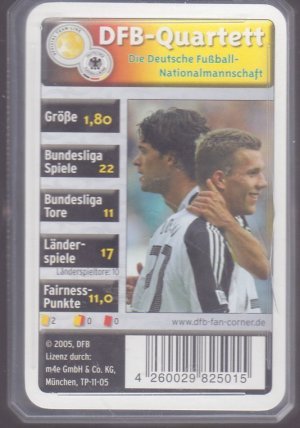 DFB-Quartett
Die Deutsche Fußball-
Nationalmannschaft
Größe 1,80
Bundesliga
Spiele 22
Bundesliga
Tore 11
Länder-
spiele 17
Länderspieltore: 10
Fairness-
Punkte 11,0
2 0 0
www.dfb-fan-corner.de
© 2005, DFB
Lizenz durch:
m4e GmbH & Co. KG,
München, TP-11-05
4 260029 825015